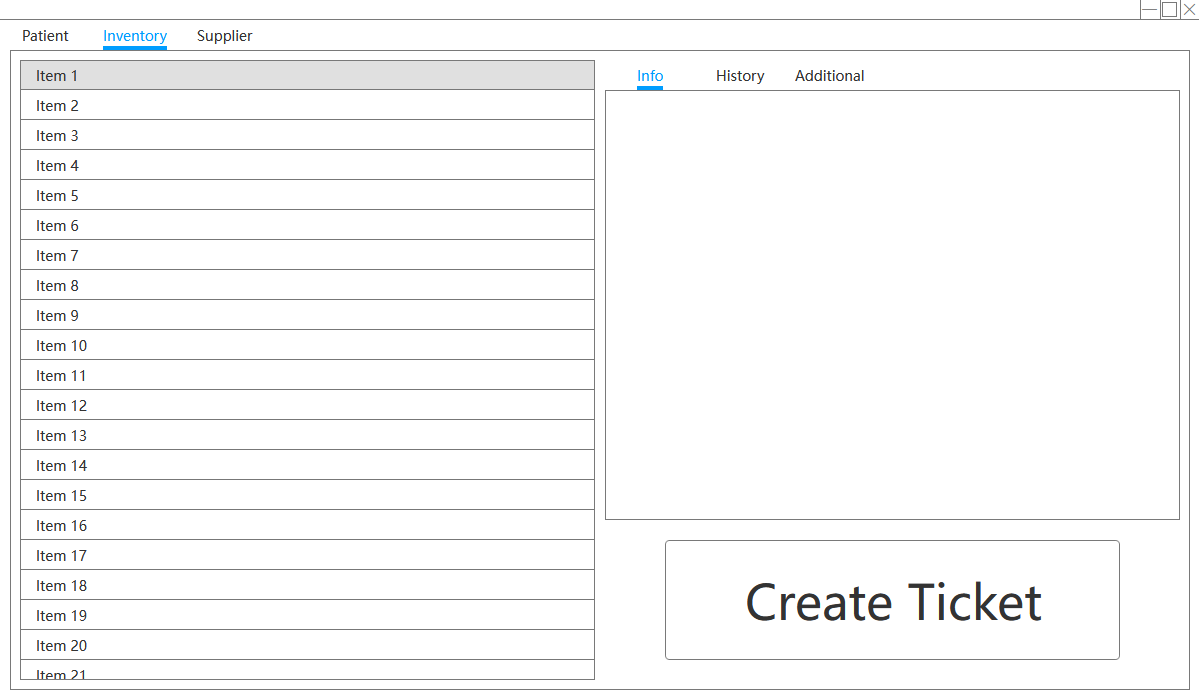 Patient Inventory Supplier
Item 1
Item 2
Item 3
Item 4
Item 5
Item 6
Item 7
Item 8
Item 9
Item 10
Item 11
Item 12
Item 13
Item 14
Item 15
Item 16
Item 17
Item 18
Item 19
Item 20
Item 21
Info History Additional
Create Ticket